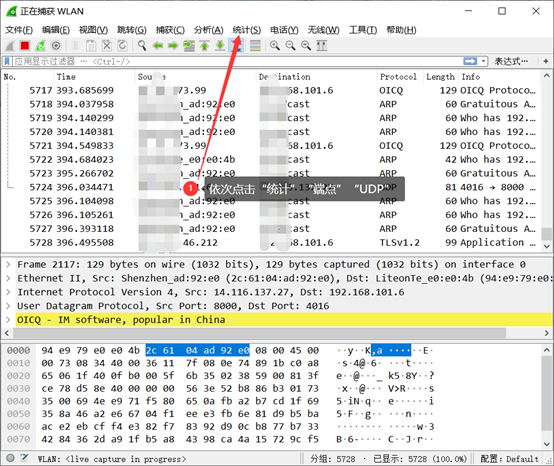 正在捕获 WLAN
文件(F) 编辑(E) 视图(V) 跳转(G) 捕获(C) 分析(A) 统计(S) 电话(Y) 无线(W) 工具(T) 帮助(H)
应用显示过滤器 … <Ctrl-/> 表达式… +
No. Time Source Destination Protocol Length Info
5717 393.685699 73.99 68.101.6 OICQ 129 OICQ Protoco…
5718 394.037958 n_ad:92:e0 cast ARP 60 Gratuitous A…
5719 394.140299 n_ad:92:e0 cast ARP 60 Who has 192.…
5720 394.140381 n_ad:92:e0 cast ARP 60 Who has 192.…
5721 394.549833 73.99 68.101.6 OICQ 129 OICQ Protoco…
5722 394.684023 e_e0:e0:4b cast ARP 42 Who has 192.…
5723 395.266702 _ad:92:e0 cast ARP 60 Gratuitous A…
5724 396.034471 81 4016 → 8000
1 依次点击 “统计” “端点” “UDP”
5725 396.104098 n_ad:92:e0 cast ARP 60 Who has 192.…
5726 396.105261 n_ad:92:e0 cast ARP 60 Who has 192.…
5727 396.393118 n_ad:92:e0 cast ARP 60 Gratuitous A…
5728 396.495508 46.212 68.101.6 TLSv1.2 99 Application
Frame 2117: 129 bytes on wire (1032 bits), 129 bytes captured (1032 bits) on interface 0
Ethernet II, Src: Shenzhen_ad:92:e0 (2c:61:04:ad:92:e0), Dst: LiteonTe_e0:e0:4b (94:e9:79:e0:
Internet Protocol Version 4, Src: 14.116.137.27, Dst: 192.168.101.6
User Datagram Protocol, Src Port: 8000, Dst Port: 4016
OICQ - IM software, popular in China
0000 94 e9 79 e0 e0 4b 2c 61 04 ad 92 e0 08 00 45 00 ··y··K,a ······E·
0010 00 73 08 34 40 00 36 11 7f 08 0e 74 89 1b c0 a8 ·s·4@·6· ···t····
0020 65 06 1f 40 0f b0 00 5f 6b 35 02 38 59 00 81 3f e··@···_ k5·8Y··?
0030 ce 78 d5 8e 40 00 00 00 56 3e 52 b8 86 b3 01 73 ·x··@··· V>R····s
0040 35 00 69 4e e9 71 f5 80 65 0a fb a2 b7 cd 1f 69 5·iN·q·· e······i
0050 35 8a 46 a2 e6 67 04 f1 ee e3 fb 6e 81 d9 b5 ba 5·F··g·· ···n····
0060 ac e2 eb cf f4 e3 82 f7 83 92 d9 0c b8 77 b7 33 ········ ·····w·3
0070 42 84 36 2d a9 1f b5 a8 43 98 ca 4a 15 72 9c f5 B·6-···· C··J·r··
WLAN: <live capture in progress> 分组: 5728 · 已显示: 5728 (100.0%) 配置: Default